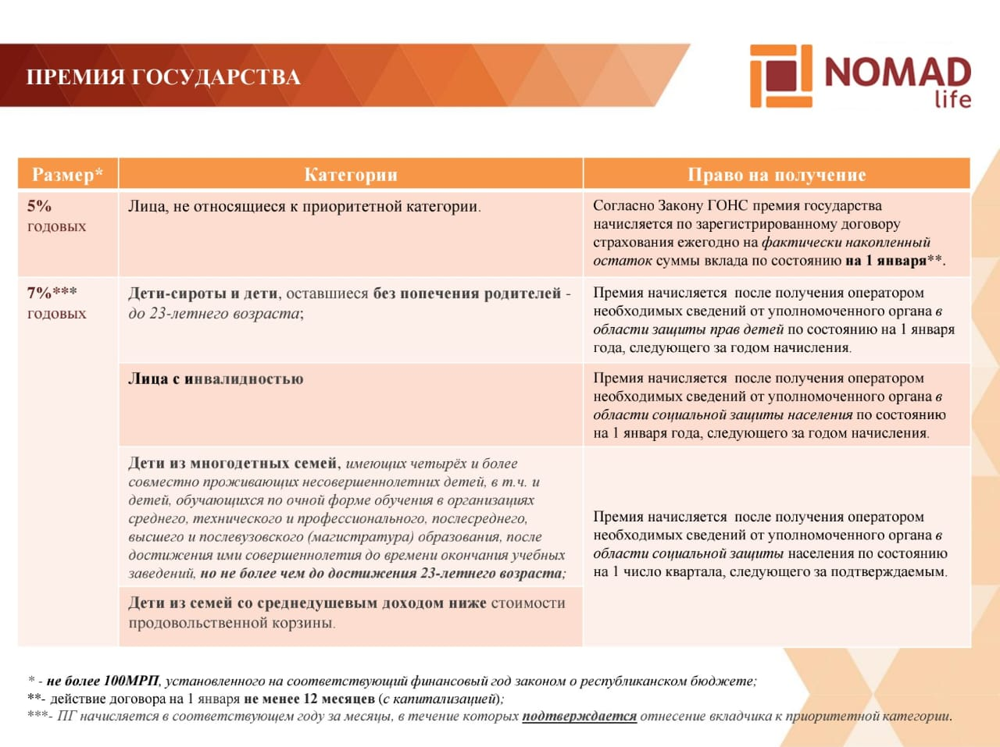 ПРЕМИЯ ГОСУДАРСТВА
NOMAD
life
Размер*
Категории
Право на получение
5%
годовых
Лица, не относящиеся к приоритетной категории.
Согласно Закону ГОНС премия государства
начисляется по зарегистрированному договору
страхования ежегодно на фактически накопленный
остаток суммы вклада по состоянию на 1 января**.
7%***
годовых
Дети-сироты и дети, оставшиеся без попечения родителей -
до 23-летнего возраста;
Премия начисляется  после получения оператором
необходимых сведений от уполномоченного органа в
области защиты прав детей по состоянию на 1 января
года, следующего за годом начисления.
Лица с инвалидностью
Премия начисляется  после получения оператором
необходимых сведений от уполномоченного органа в
области социальной защиты населения по состоянию
на 1 января года, следующего за годом начисления.
Дети из многодетных семей, имеющих четырёх и более
совместно проживающих несовершеннолетних детей, в т.ч. и
детей, обучающихся по очной форме обучения в организациях
среднего, технического и профессионального, послесреднего,
высшего и послевузовского (магистратура) образования, после
достижения ими совершеннолетия до времени окончания учебных
заведений, но не более чем до достижения 23-летнего возраста;
Премия начисляется  после получения оператором
необходимых сведений от уполномоченного органа в
области социальной защиты населения по состоянию
на 1 число квартала, следующего за подтверждаемым.
Дети из семей со среднедушевым доходом ниже стоимости
продовольственной корзины.
* - не более 100МРП, установленного на соответствующий финансовый год законом о республиканском бюджете;
**- действие договора на 1 января не менее 12 месяцев (с капитализацией);
***- ПГ начисляется в соответствующем году за месяцы, в течение которых подтверждается отнесение вкладчика к приоритетной категории.